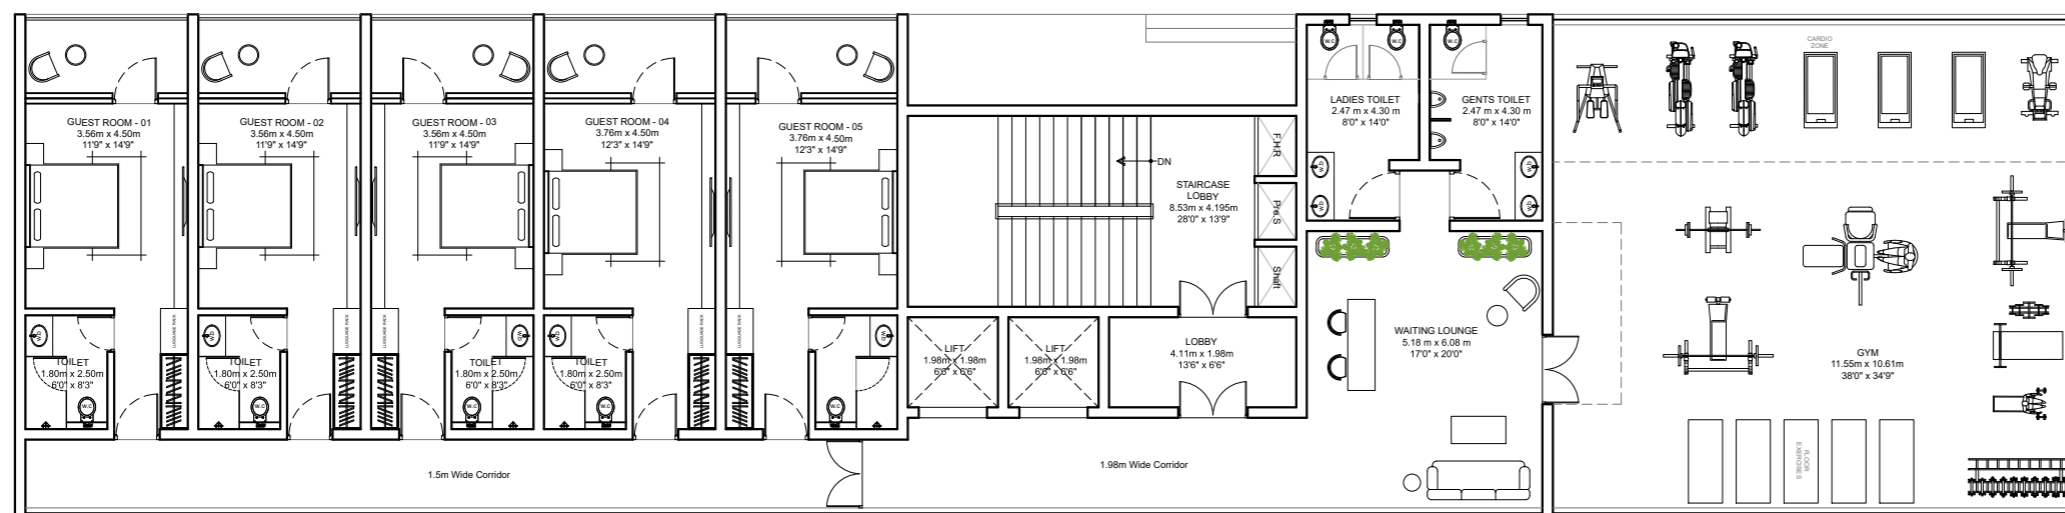 GUEST ROOM - 01
3.56m x 4.50m
11'9" x 14'9"
GUEST ROOM - 02
3.56m x 4.50m
11'9" x 14'9"
GUEST ROOM - 03
3.56m x 4.50m
11'9" x 14'9"
GUEST ROOM - 04
3.76m x 4.50m
12'3" x 14'9"
GUEST ROOM - 05
3.76m x 4.50m
12'3" x 14'9"
LUGGAGE RACK
LUGGAGE RACK
LUGGAGE RACK
LUGGAGE RACK
LUGGAGE RACK
W.B
W.B
W.B
W.B
W.B
TOILET
1.80m x 2.50m
6'0" x 8'3"
TOILET
1.80m x 2.50m
6'0" x 8'3"
TOILET
1.80m x 2.50m
6'0" x 8'3"
TOILET
1.80m x 2.50m
6'0" x 8'3"
W.C
W.C
W.C
W.C
W.C
1.5m Wide Corridor
DN
STAIRCASE
LOBBY
8.53m x 4.195m
28'0" x 13'9"
F.H.R
Pre.S
Shaft
LIFT
1.98m x 1.98m
6'6" x 6'6"
LIFT
1.98m x 1.98m
6'6" x 6'6"
LOBBY
4.11m x 1.98m
13'6" x 6'6"
1.98m Wide Corridor
W.C
W.C
W.C
LADIES TOILET
2.47 m x 4.30 m
8'0" x 14'0"
GENTS TOILET
2.47 m x 4.30 m
8'0" x 14'0"
W.B
W.B
W.B
W.B
WAITING LOUNGE
5.18 m x 6.08 m
17'0" x 20'0"
CARDIO
ZONE
GYM
11.55m x 10.61m
38'0" x 34'9"
FLOOR
EXERCISES